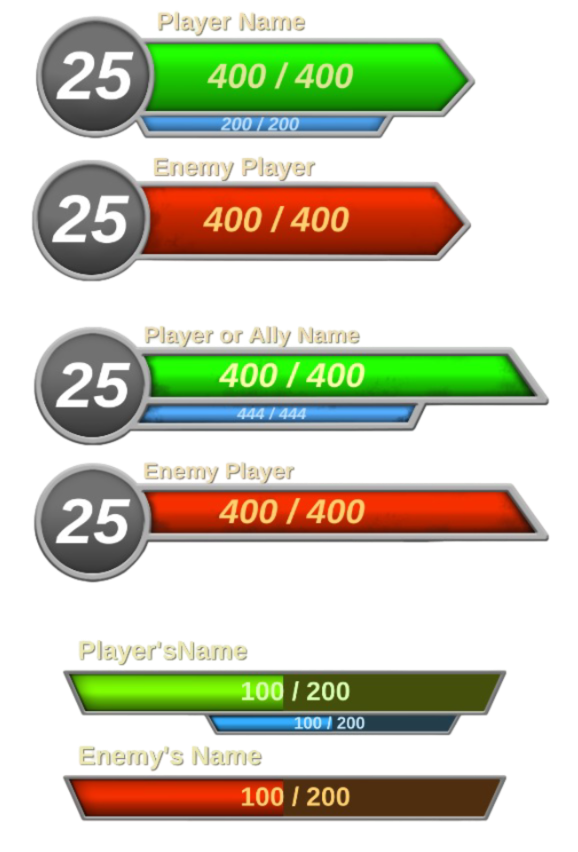 Player Name
25
400 / 400
200 / 200
Enemy Player
25
400 / 400
Player or Ally Name
25
400 / 400
444 / 444
Enemy Player
25
400 / 400
Player'sName
100 / 200
100 / 200
Enemy's Name
100 / 200